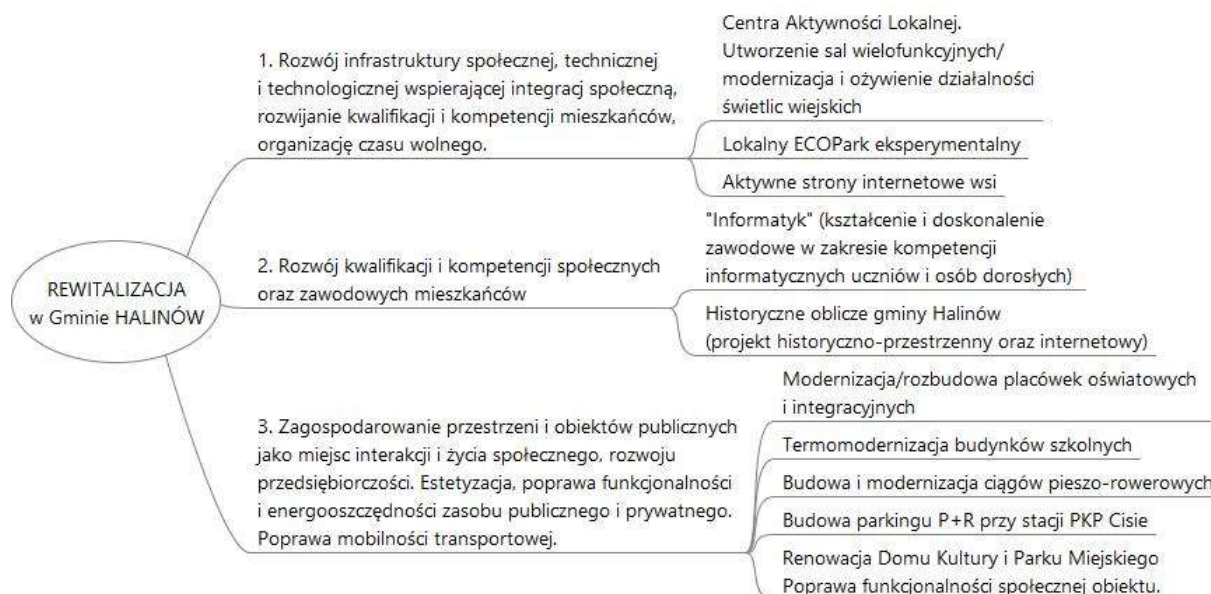 REWITALIZACJA
w Gminie HALINÓW
1. Rozwój infrastruktury społecznej, technicznej
i technologicznej wspierającej integracj społeczną,
rozwijanie kwalifikacji i kompetencji mieszkańców,
organizację czasu wolnego.
Centra Aktywności Lokalnej.
Utworzenie sal wielofunkcyjnych/
modernizacja i ożywienie działalności
świetlic wiejskich
Lokalny ECOPark eksperymentalny
Aktywne strony internetowe wsi
2. Rozwój kwalifikacji i kompetencji społecznych
oraz zawodowych mieszkańców
"Informatyk" (kształcenie i doskonalenie
zawodowe w zakresie kompetencji
informatycznych uczniów i osób dorosłych)
Historyczne oblicze gminy Halinów
(projekt historyczno-przestrzenny oraz internetowy)
3. Zagospodarowanie przestrzeni i obiektów publicznych
jako miejsc interakcji i życia społecznego, rozwoju
przedsiębiorczości. Estetyzacja, poprawa funkcjonalności
i energooszczędności zasobu publicznego i prywatnego.
Poprawa mobilności transportowej.
Modernizacja/rozbudowa placówek oświatowych
i integracyjnych
Termomodernizacja budynków szkolnych
Budowa i modernizacja ciągów pieszo-rowerowych
Budowa parkingu P+R przy stacji PKP Cisie
Renowacja Domu Kultury i Parku Miejskiego
Poprawa funkcjonalności społecznej obiektu.